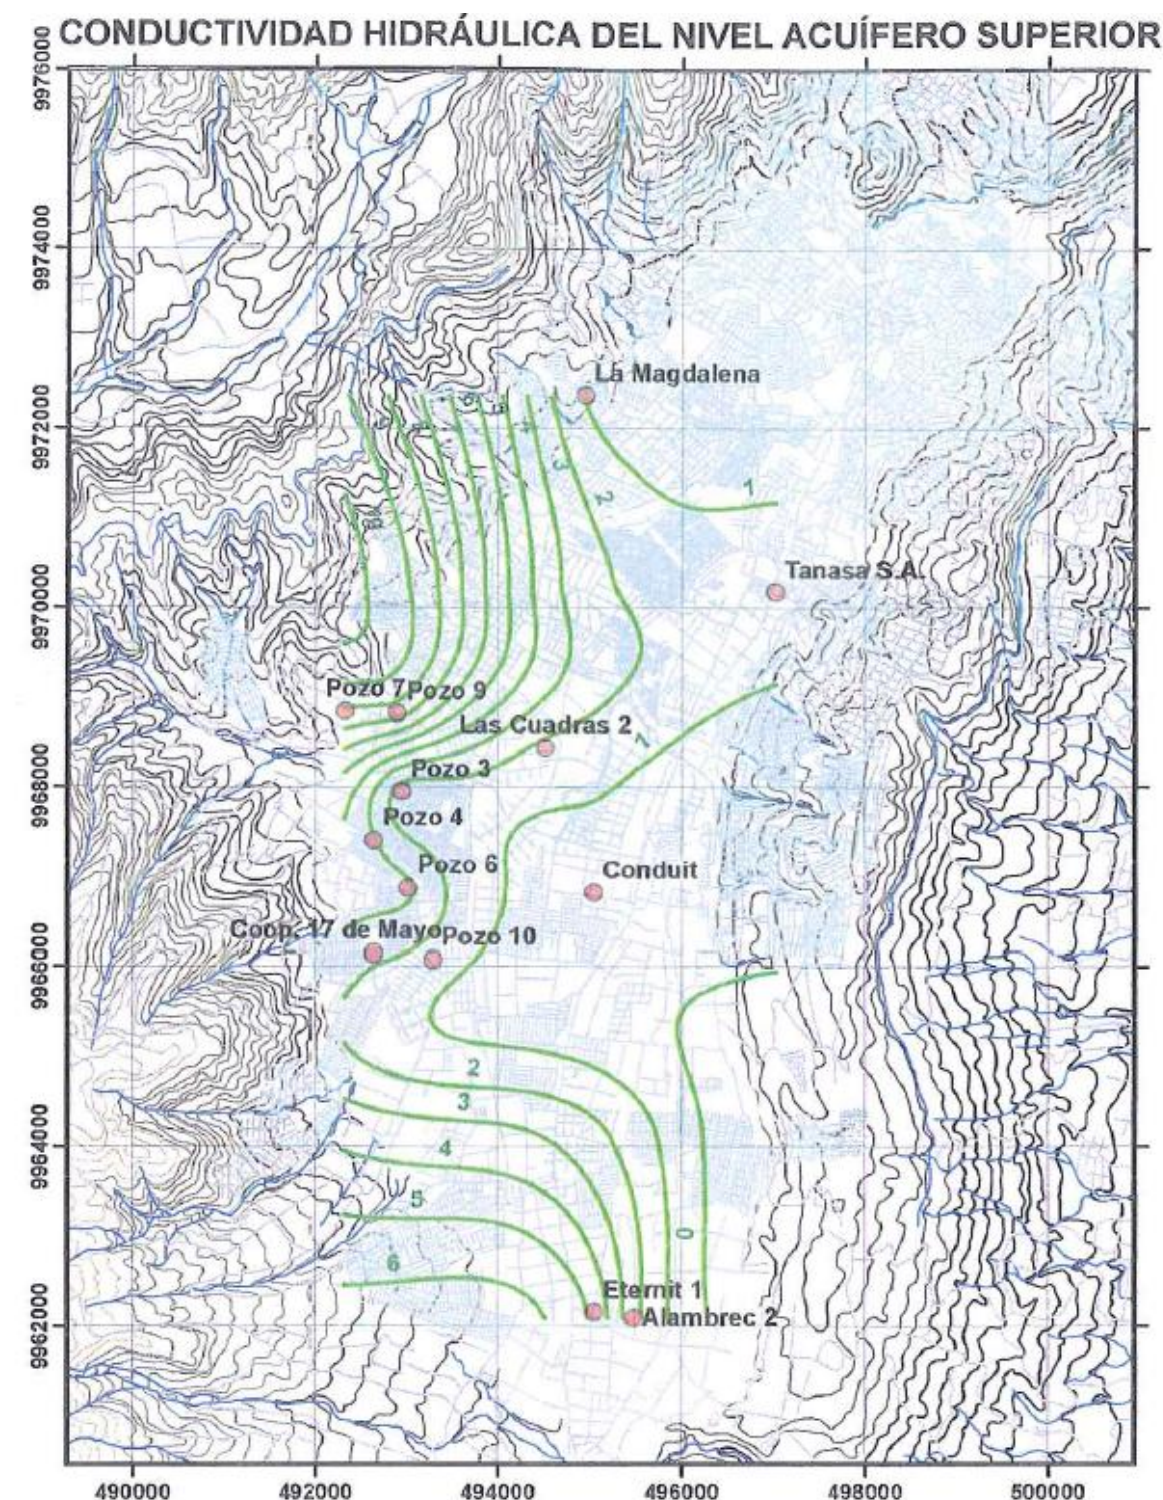 CONDUCTIVIDAD HIDRÁULICA DEL NIVEL ACUÍFERO SUPERIOR
9976000
9974000
La Magdalena
9972000
6
4
3
2
1
10
Tanasa S.A.
9970000
Pozo 7 Pozo 9
Las Cuadras 2
1
Pozo 3
9968000
Pozo 4
Pozo 6
Conduit
Coop. 17 de Mayo Pozo 10
9966000
2
3
9964000
4
5
0
6
Eternit 1
Alambrec 2
9962000
490000 492000 494000 496000 498000 500000